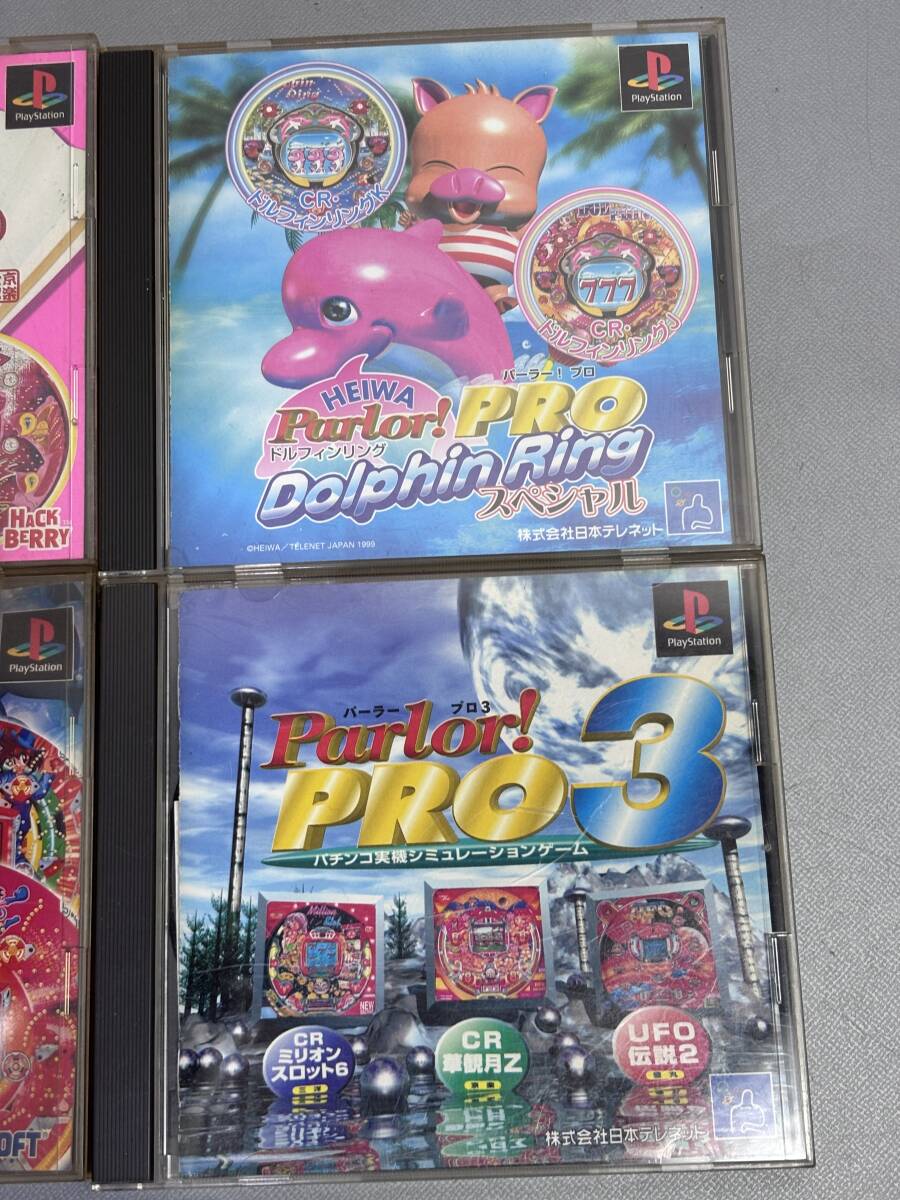 PlayStation
HACK
BERRY
PlayStation
PlayStation
CR・
ドルフィンリングK
777
CR・
ドルフィンリングJ
HEIWA
パーラー！プロ
Parlor! PRO
ドルフィンリング
Dolphin Ring
スペシャル
株式会社日本テレネット
©HEIWA／TELENET JAPAN 1999
PlayStation
パーラー プロ3
Parlor!
PRO 3
パチンコ実機シミュレーションゲーム
NEW
CR
ミリオン
スロット6
三洋
CR
華観月Z
京楽
UFO
伝説2
豊丸
株式会社日本テレネット